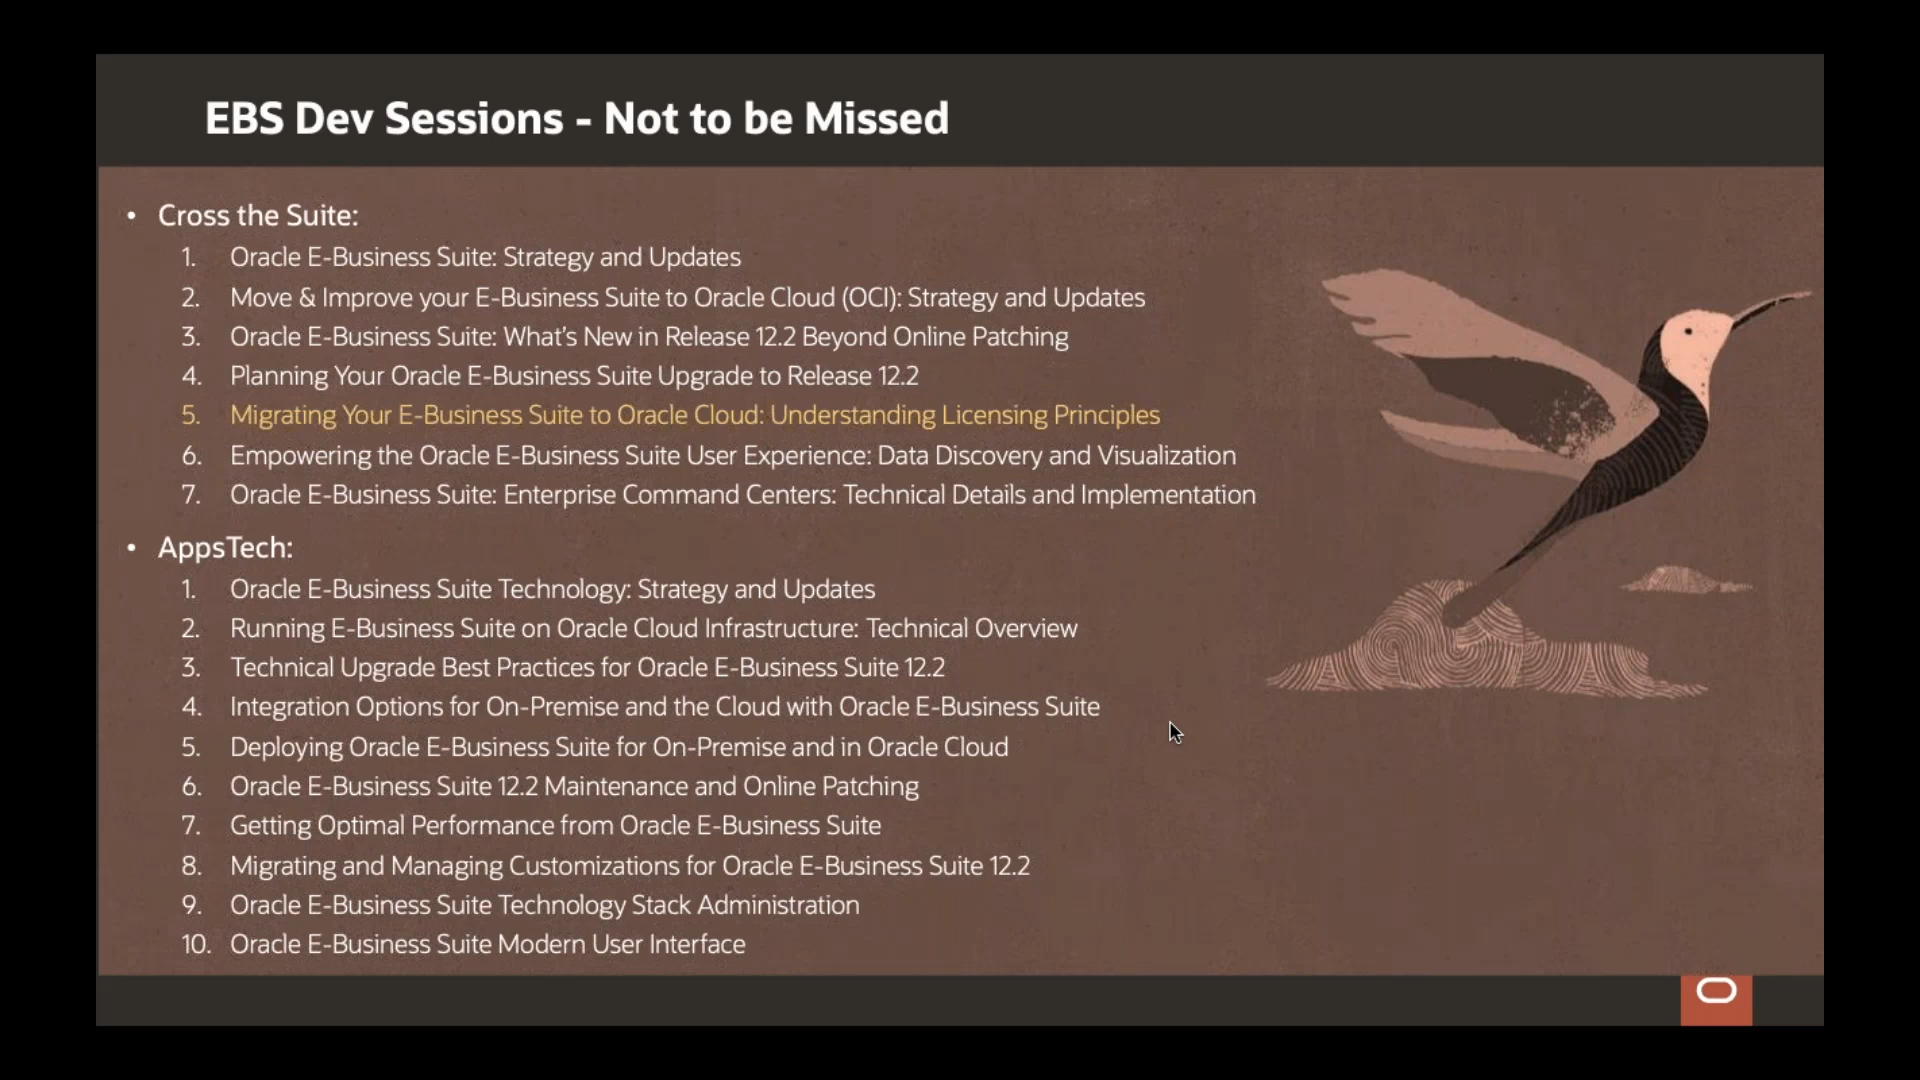 EBS Dev Sessions - Not to be Missed
• Cross the Suite:
1. Oracle E-Business Suite: Strategy and Updates
2. Move & Improve your E-Business Suite to Oracle Cloud (OCI): Strategy and Updates
3. Oracle E-Business Suite: What's New in Release 12.2 Beyond Online Patching
4. Planning Your Oracle E-Business Suite Upgrade to Release 12.2
5. Migrating Your E-Business Suite to Oracle Cloud: Understanding Licensing Principles
6. Empowering the Oracle E-Business Suite User Experience: Data Discovery and Visualization
7. Oracle E-Business Suite: Enterprise Command Centers: Technical Details and Implementation
• AppsTech:
1. Oracle E-Business Suite Technology: Strategy and Updates
2. Running E-Business Suite on Oracle Cloud Infrastructure: Technical Overview
3. Technical Upgrade Best Practices for Oracle E-Business Suite 12.2
4. Integration Options for On-Premise and the Cloud with Oracle E-Business Suite
5. Deploying Oracle E-Business Suite for On-Premise and in Oracle Cloud
6. Oracle E-Business Suite 12.2 Maintenance and Online Patching
7. Getting Optimal Performance from Oracle E-Business Suite
8. Migrating and Managing Customizations for Oracle E-Business Suite 12.2
9. Oracle E-Business Suite Technology Stack Administration
10. Oracle E-Business Suite Modern User Interface